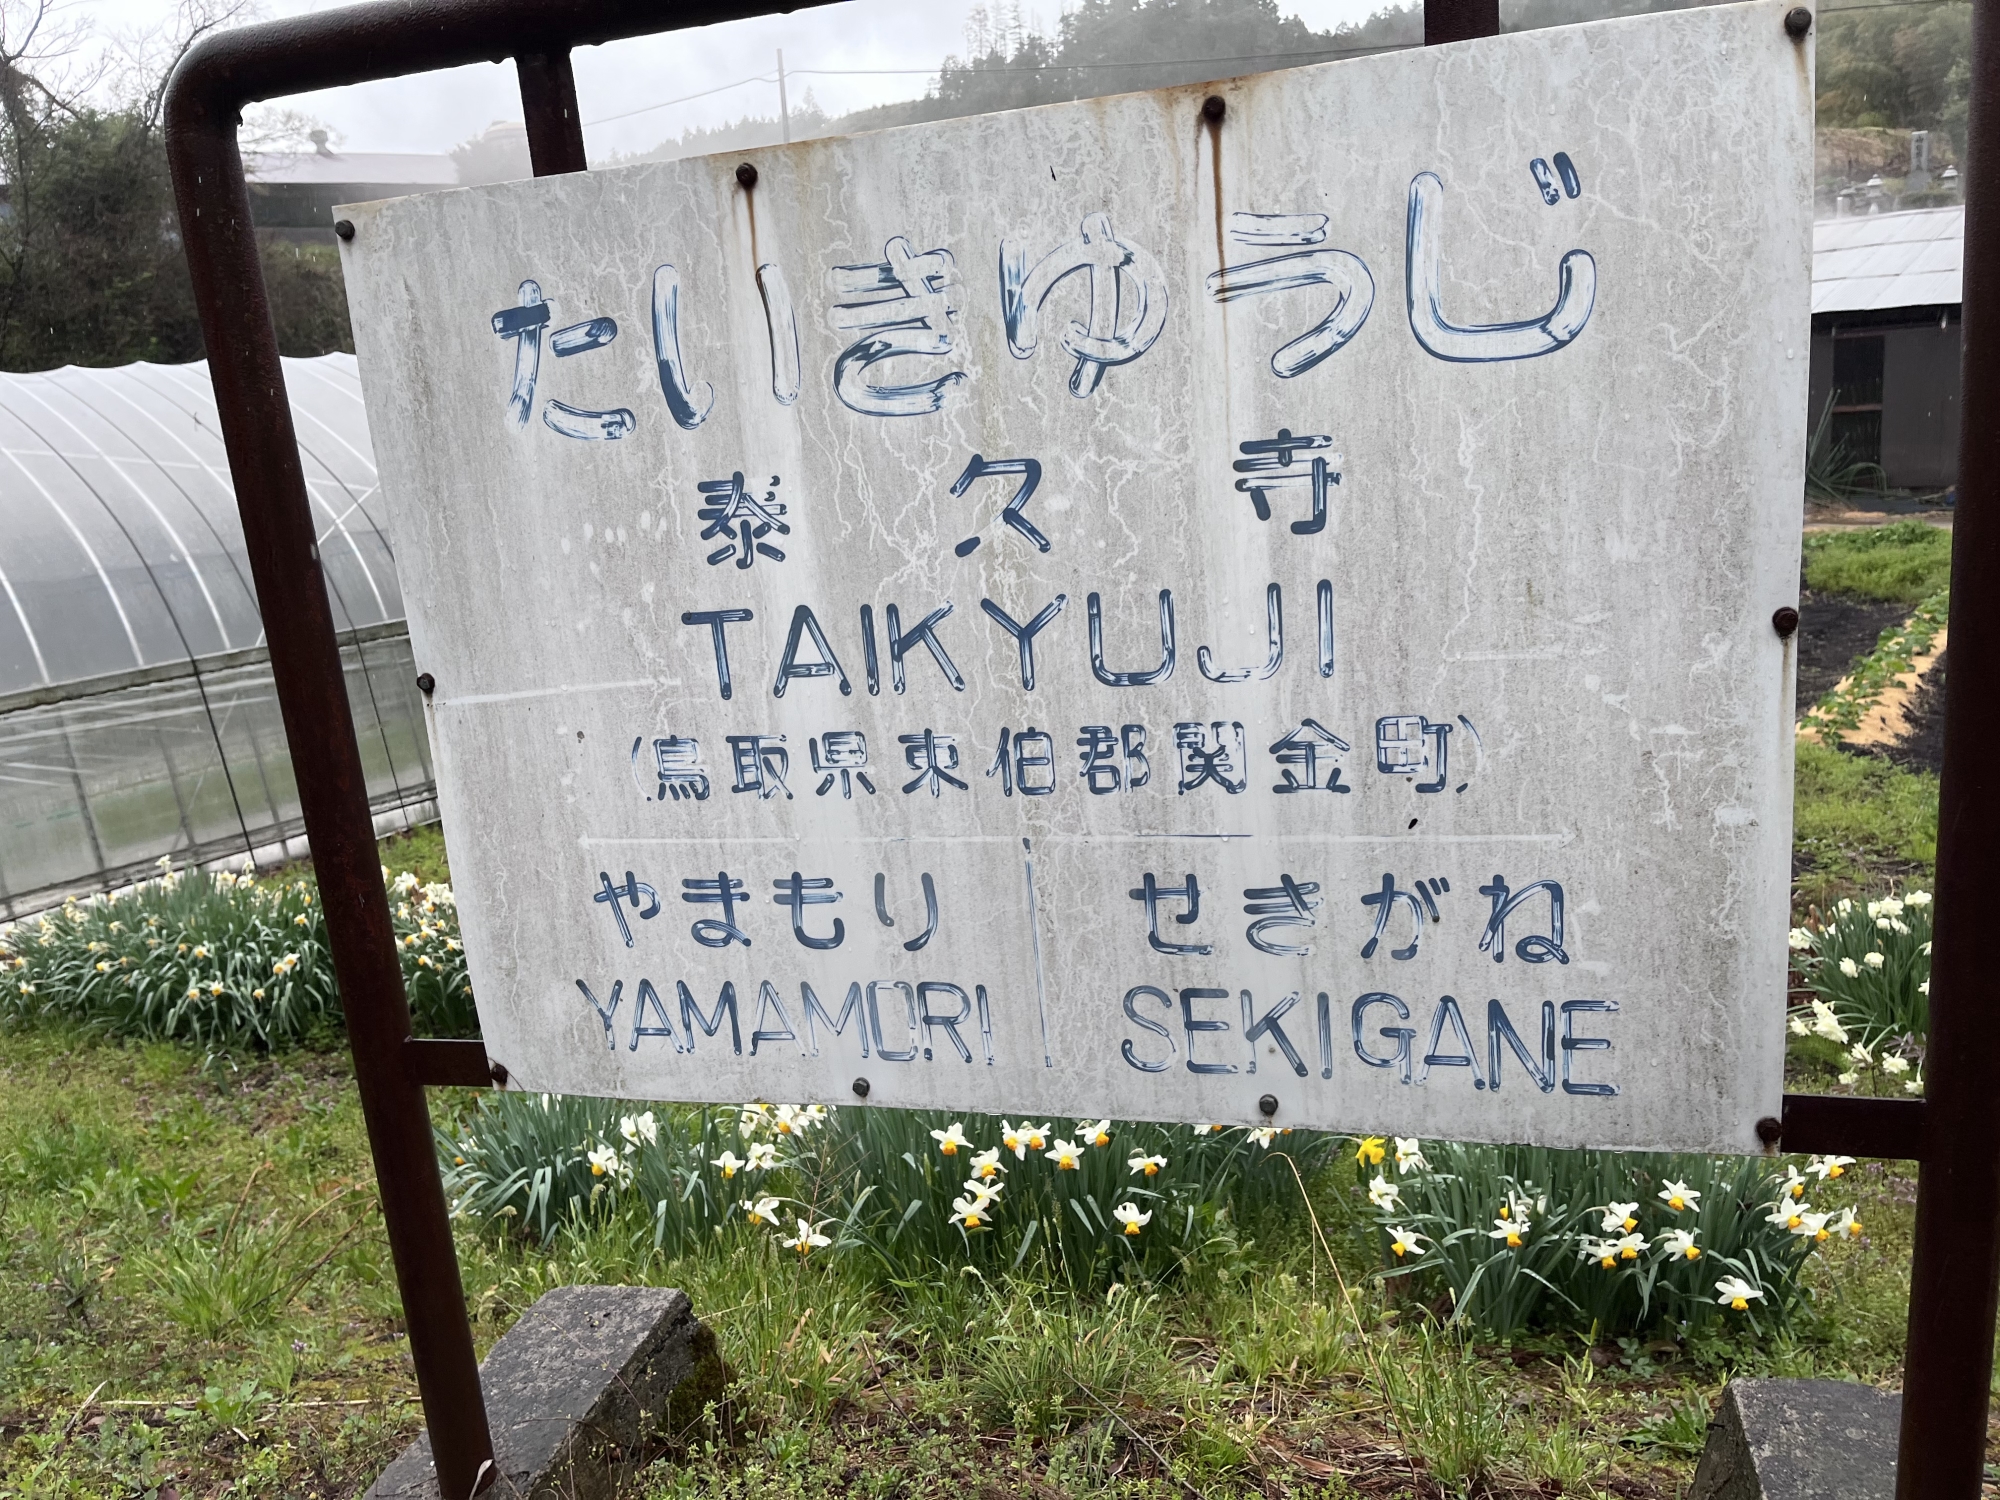 たいきゅうじ
泰久寺
TAIKYUJI
(鳥取県東伯郡関金町)
やまもり せきがね
YAMAMORI SEKIGANE